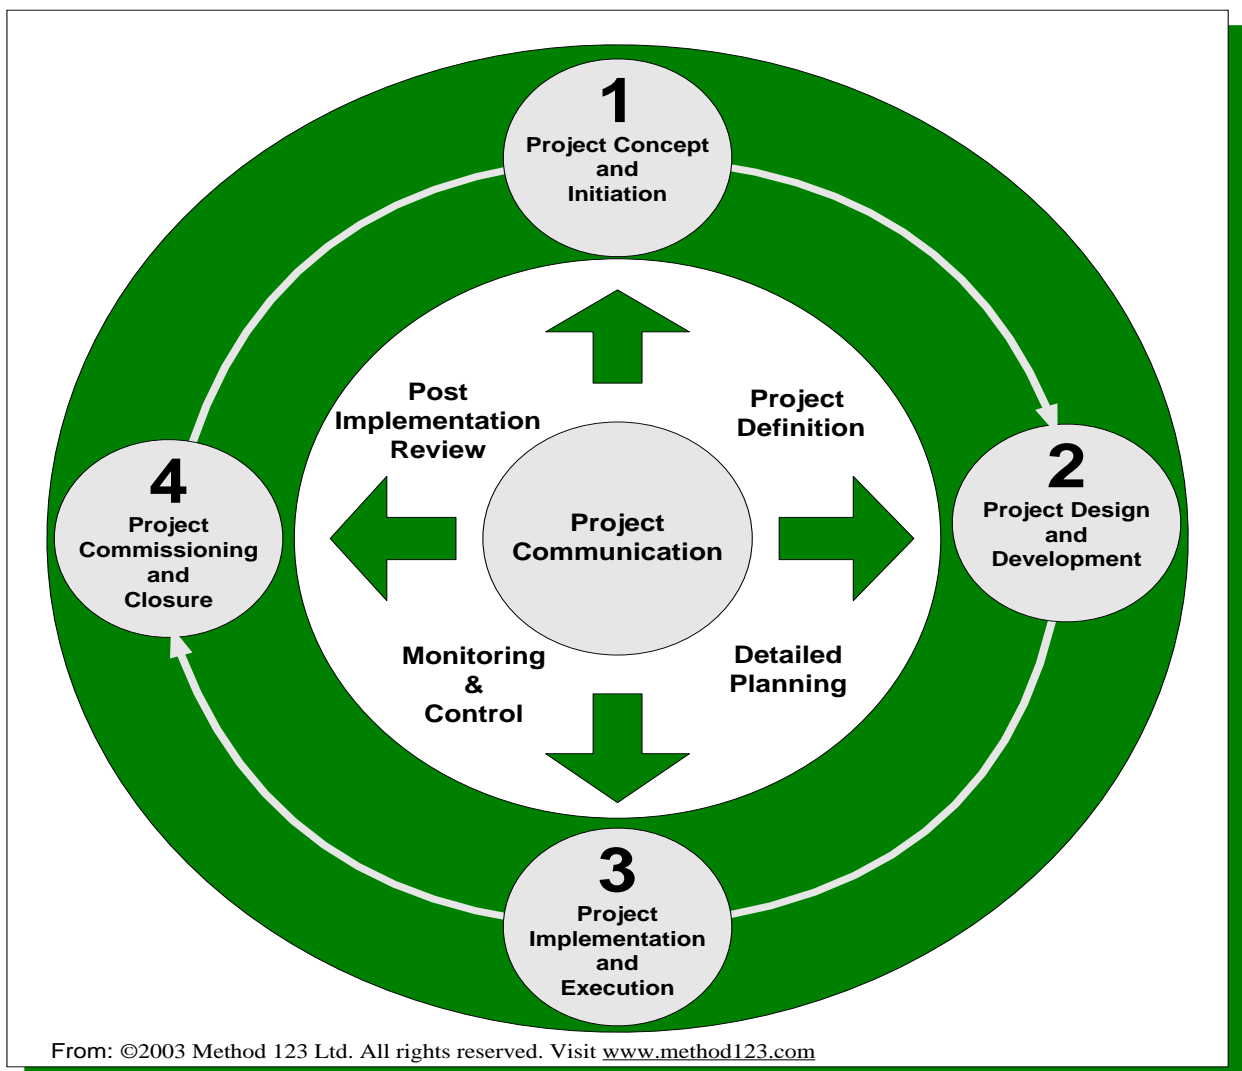 1
Project Concept
and
Initiation
Post
Implementation
Review
Project
Definition
2
Project Design
and
Development
4
Project
Commissioning
and
Closure
Project
Communication
Monitoring
&
Control
Detailed
Planning
3
Project
Implementation
and
Execution
From: ©2003 Method 123 Ltd. All rights reserved. Visit www.method123.com